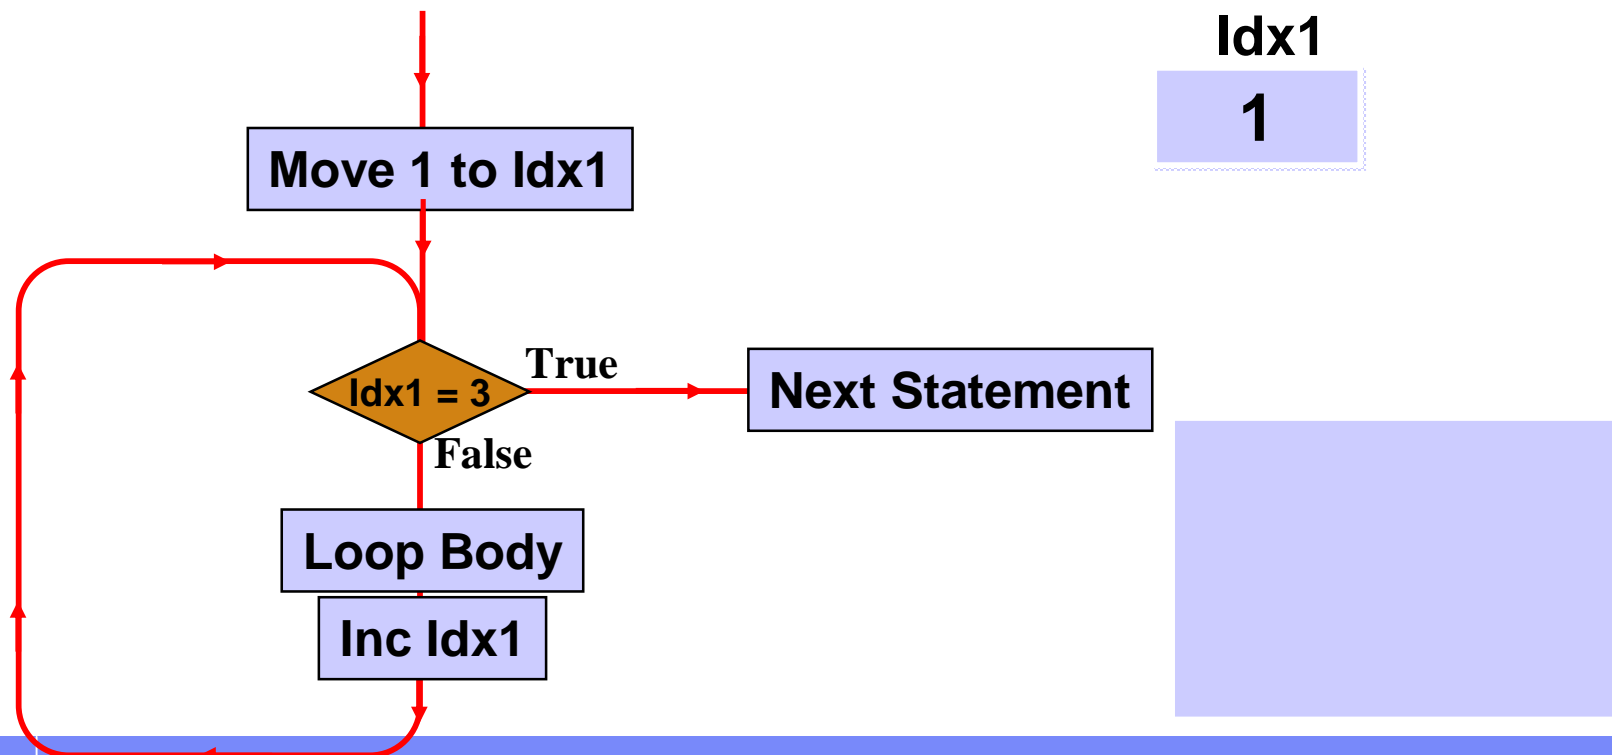 Idx1
1
Move 1 to Idx1
Idx1 = 3
True
Next Statement
False
Loop Body
Inc Idx1